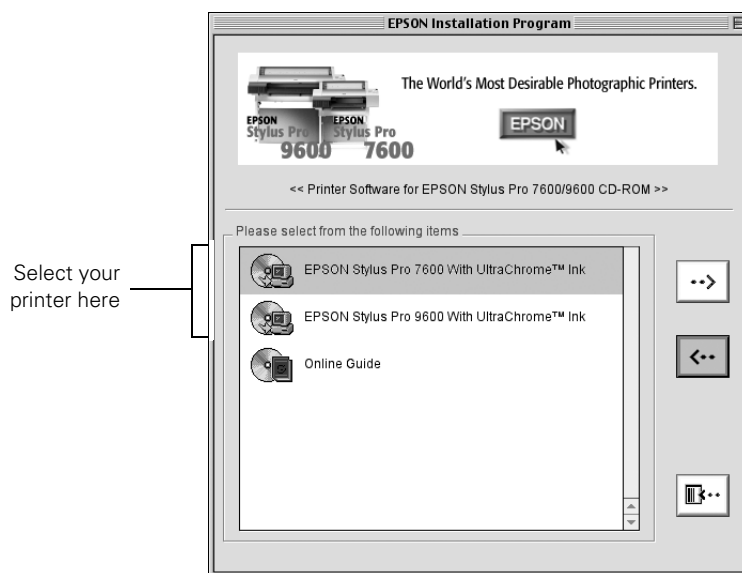 EPSON Installation Program
The World's Most Desirable Photographic Printers.
EPSON
Stylus Pro
9600
EPSON
Stylus Pro
7600
EPSON
<< Printer Software for EPSON Stylus Pro 7600/9600 CD-ROM >>
Please select from the following items
Select your
printer here
EPSON Stylus Pro 7600 With UltraChrome™ Ink
EPSON Stylus Pro 9600 With UltraChrome™ Ink
Online Guide